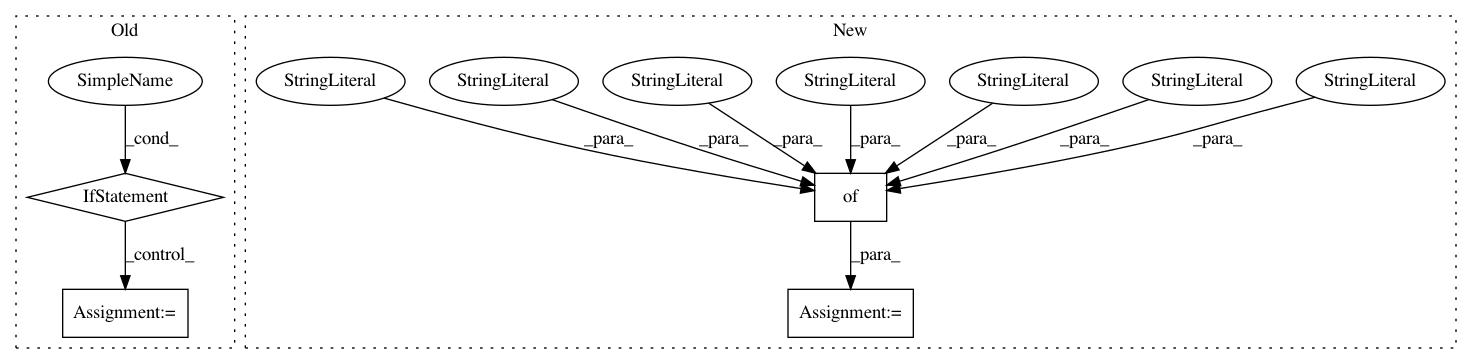 Old
New
SimpleName
StringLiteral
StringLiteral
StringLiteral
StringLiteral
StringLiteral
StringLiteral
StringLiteral
_cond_
_para_
_para_
_para_
_para_
_para_
_para_
_para_
IfStatement
of
_control_
_para_
Assignment:=
Assignment:=